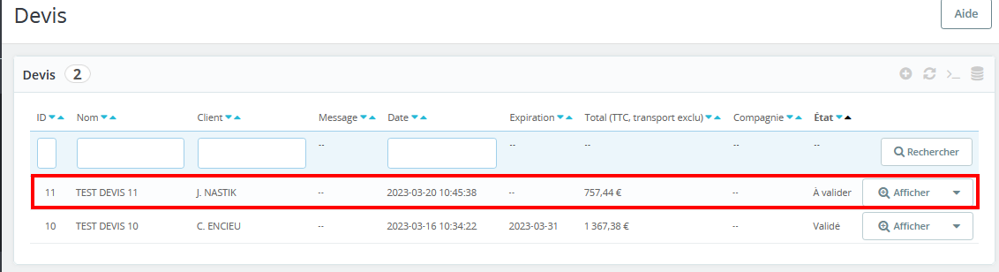 Devis
Aide
Devis 2
ID Nom Client Message Date Expiration Total (TTC, transport exclu) Compagnie État
-- -- -- -- -- Rechercher
11 TEST DEVIS 11 J. NASTIK -- 2023-03-20 10:45:38 -- 757,44 € -- À valider Afficher
10 TEST DEVIS 10 C. ENCIEU -- 2023-03-16 10:34:22 2023-03-31 1 367,38 € -- Validé Afficher